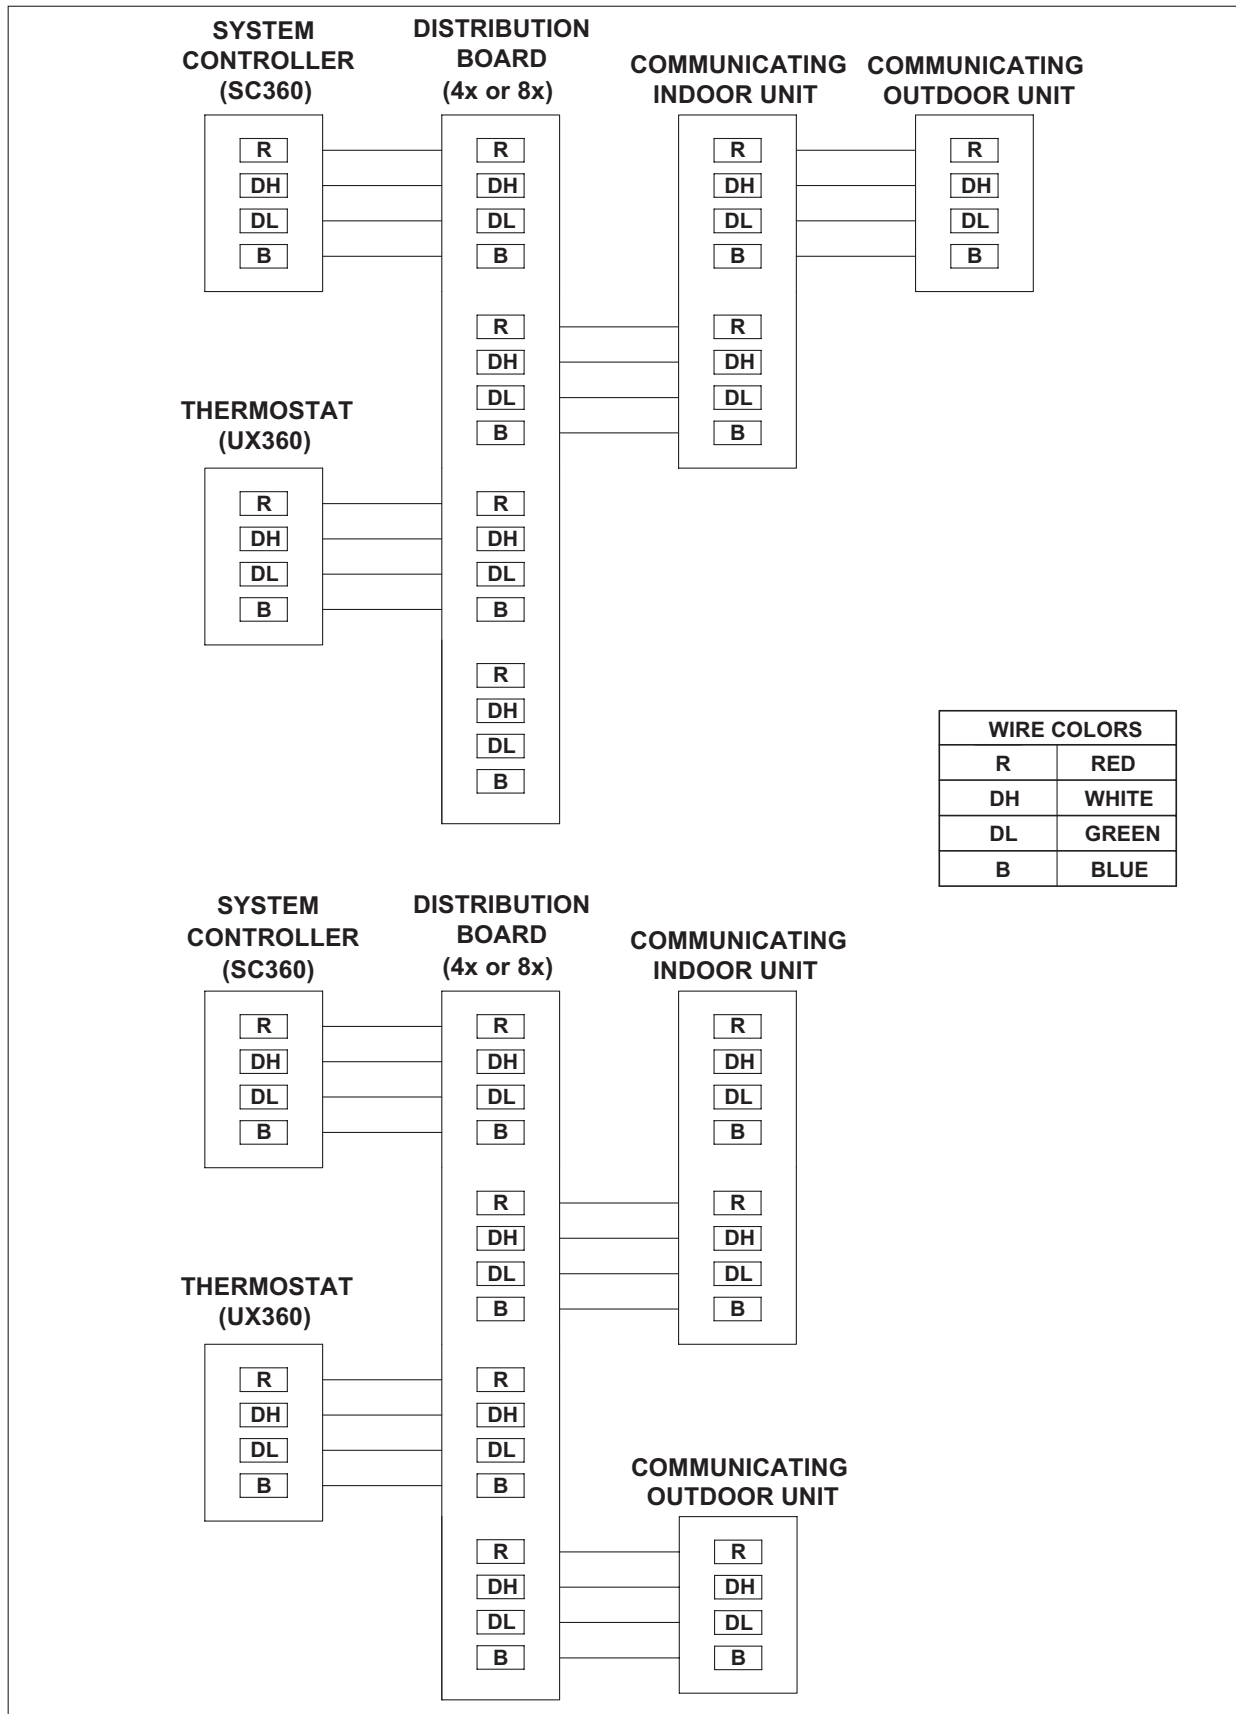 SYSTEM
CONTROLLER
(SC360)
DISTRIBUTION
BOARD
(4x or 8x)
COMMUNICATING
INDOOR UNIT
COMMUNICATING
OUTDOOR UNIT
R R R R
DH DH DH DH
DL DL DL DL
B B B B
R R
DH DH
DL DL
B B
THERMOSTAT
(UX360)
R R
DH DH
DL DL
B B
R
DH
DL
B
WIRE COLORS
R RED
DH WHITE
DL GREEN
B BLUE
SYSTEM
CONTROLLER
(SC360)
DISTRIBUTION
BOARD
(4x or 8x)
COMMUNICATING
INDOOR UNIT
R R R
DH DH DH
DL DL DL
B B B
R R
DH DH
DL DL
B B
THERMOSTAT
(UX360)
R R
DH DH
DL DL
B B
COMMUNICATING
OUTDOOR UNIT
R R
DH DH
DL DL
B B